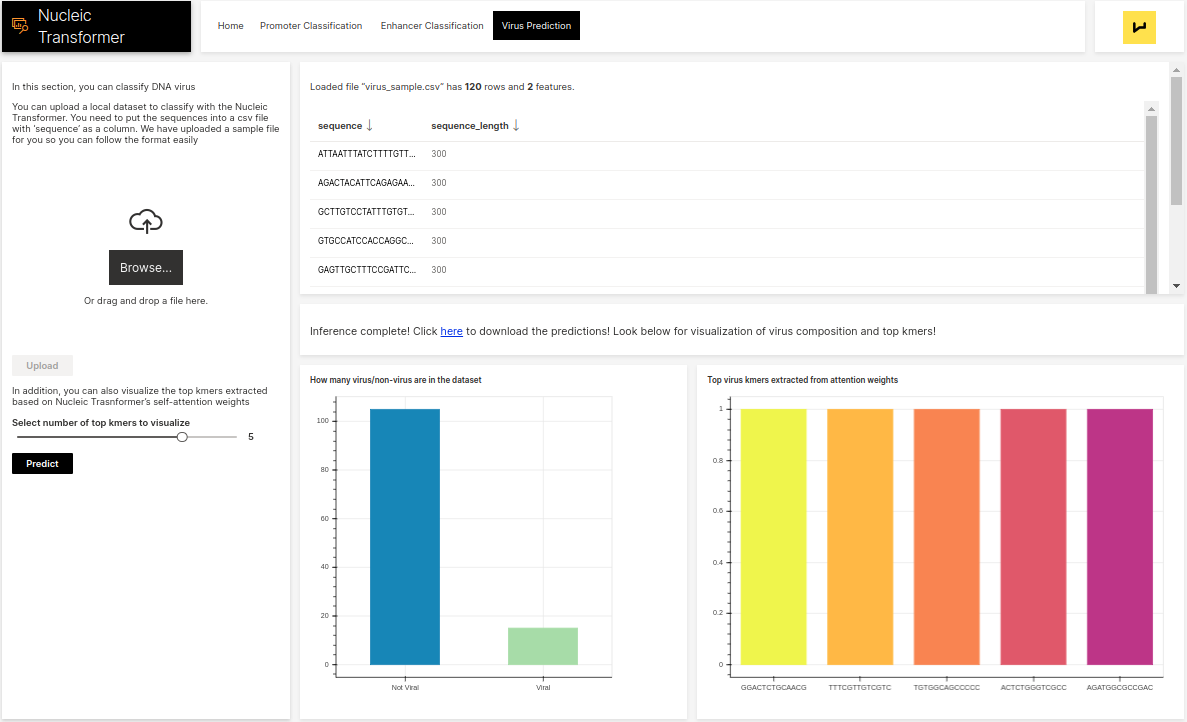 Nucleic
Transformer
Home Promoter Classification Enhancer Classification Virus Prediction
In this section, you can classify DNA virus
You can upload a local dataset to classify with the Nucleic
Transformer. You need to put the sequences into a csv file
with 'sequence' as a column. We have uploaded a sample file
for you so you can follow the format easily
Browse...
Or drag and drop a file here.
Upload
In addition, you can also visualize the top kmers extracted
based on Nucleic Trasnformer's self-attention weights
Select number of top kmers to visualize
5
Predict
Loaded file "virus_sample.csv" has 120 rows and 2 features.
sequence sequence_length
ATTAATTTATCTTTTGTT... 300
AGACTACATTCAGAGAA... 300
GCTTGTCCTATTTGTGT... 300
GTGCCATCCACCAGGC... 300
GAGTTGCTTTCCGATTC... 300
Inference complete! Click here to download the predictions! Look below for visualization of virus composition and top kmers!
How many virus/non-virus are in the dataset
100
80
60
40
20
0
Not Viral Viral
Top virus kmers extracted from attention weights
1
0.8
0.6
0.4
0.2
0
GGACTCTGCAACG TTTCGTTGTCGTC TGTGGCAGCCCCC ACTCTGGGTCGCC AGATGGCGCCGAC